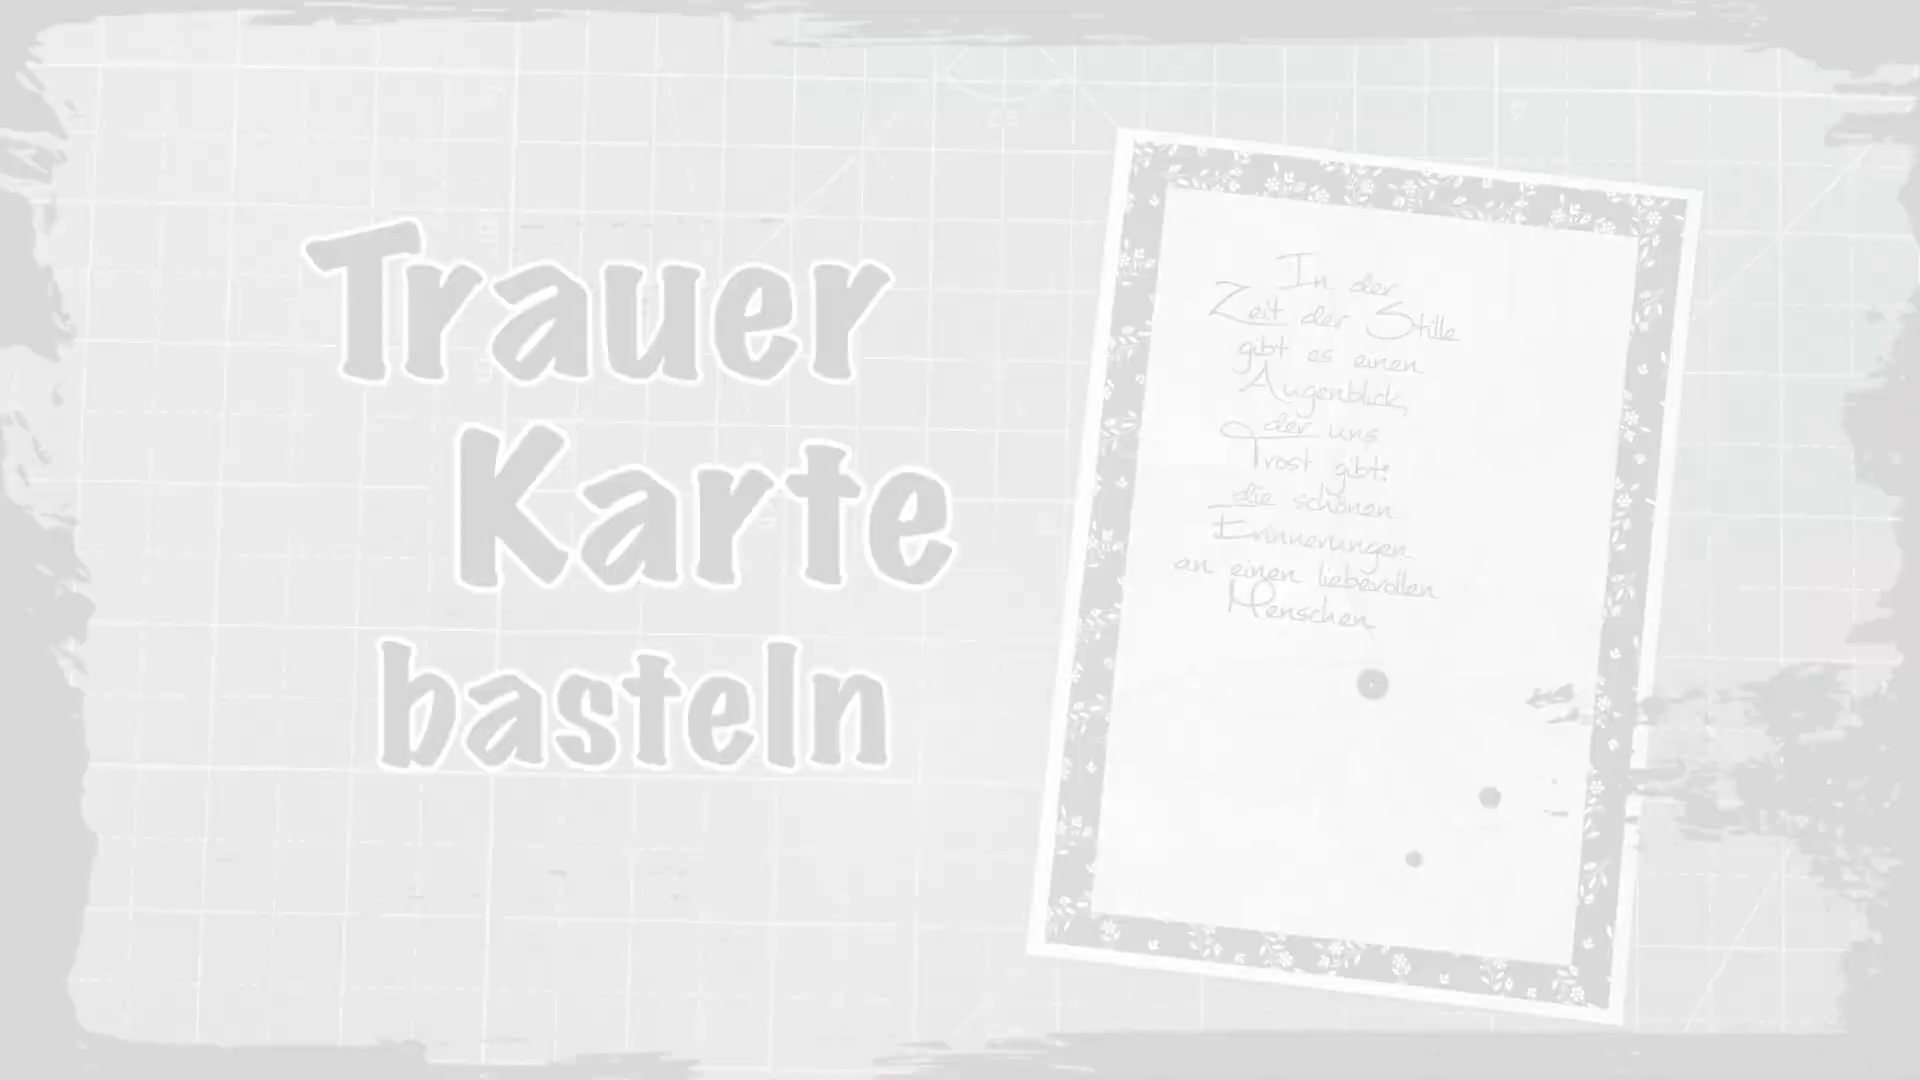 Trauer
Karte
basteln
In der
Zeit der Stille
gibt es einen
Augenblick,
der uns
Trost gibt:
die schönen
Erinnerungen
an einen liebevollen
Menschen